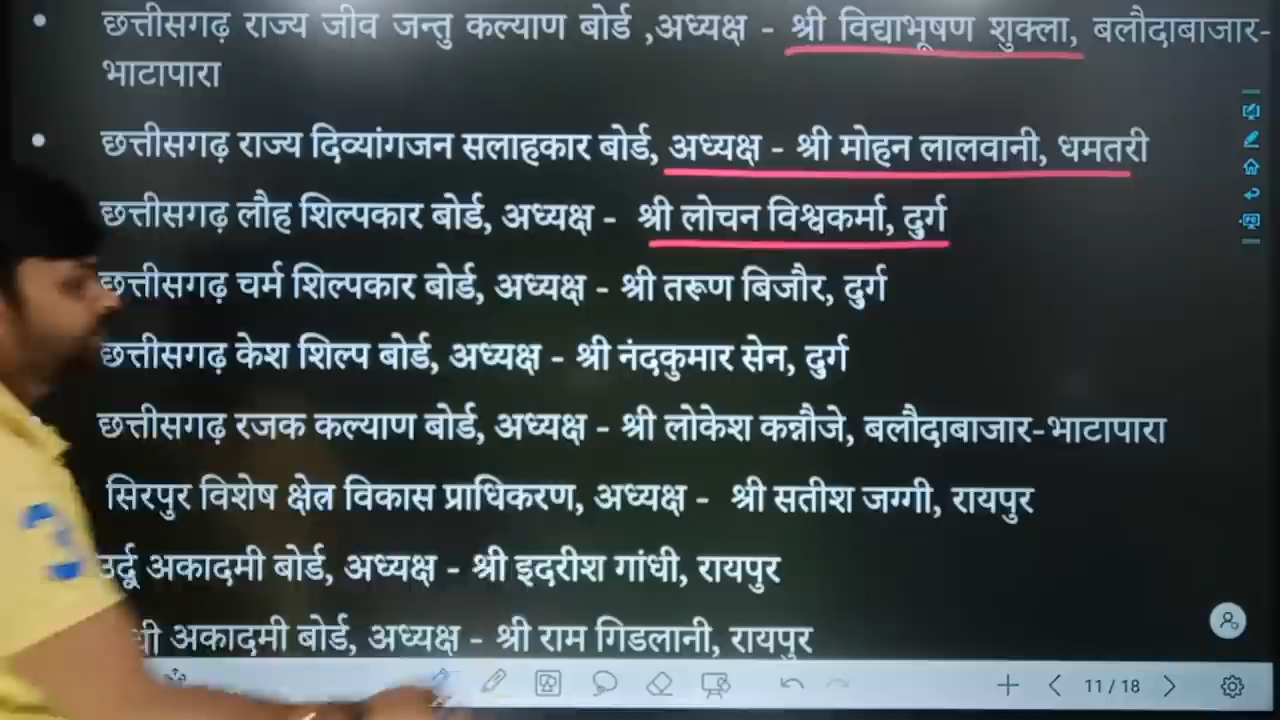 छत्तीसगढ़ राज्य जीव जन्तु कल्याण बोर्ड ,अध्यक्ष - श्री विद्याभूषण शुक्ला, बलौदाबाजार-
भाटापारा
छत्तीसगढ़ राज्य दिव्यांगजन सलाहकार बोर्ड, अध्यक्ष - श्री मोहन लालवानी, धमतरी
छत्तीसगढ़ लौह शिल्पकार बोर्ड, अध्यक्ष - श्री लोचन विश्वकर्मा, दुर्ग
छत्तीसगढ़ चर्म शिल्पकार बोर्ड, अध्यक्ष - श्री तरूण बिजौर, दुर्ग
छत्तीसगढ़ केश शिल्प बोर्ड, अध्यक्ष - श्री नंदकुमार सेन, दुर्ग
छत्तीसगढ़ रजक कल्याण बोर्ड, अध्यक्ष - श्री लोकेश कन्नौजे, बलौदाबाजार-भाटापारा
सिरपुर विशेष क्षेत्र विकास प्राधिकरण, अध्यक्ष - श्री सतीश जग्गी, रायपुर
उर्दू अकादमी बोर्ड, अध्यक्ष - श्री इदरीश गांधी, रायपुर
अकादमी बोर्ड, अध्यक्ष - श्री राम गिडलानी, रायपुर
11 / 18
3